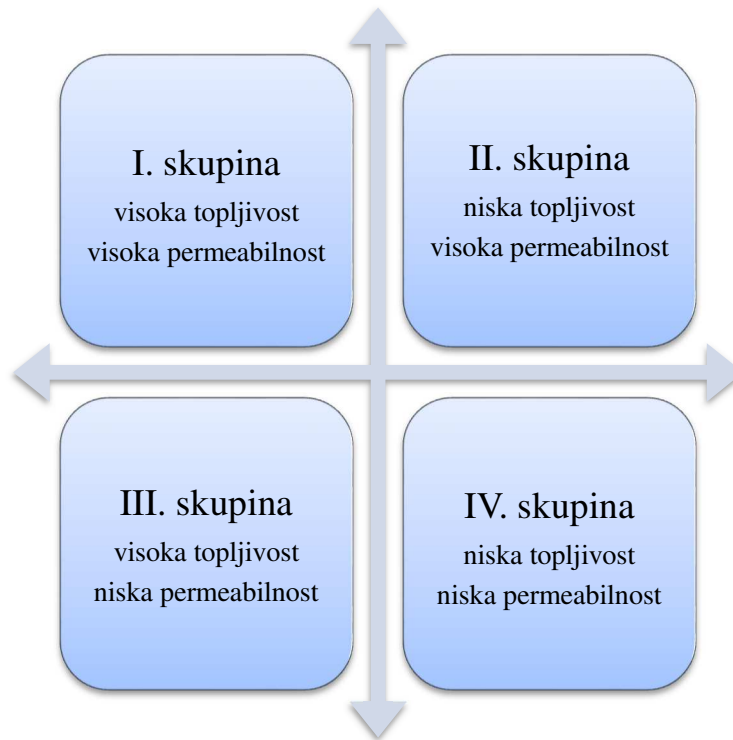 I. skupina
visoka topljivost
visoka permeabilnost
II. skupina
niska topljivost
visoka permeabilnost
III. skupina
visoka topljivost
niska permeabilnost
IV. skupina
niska topljivost
niska permeabilnost